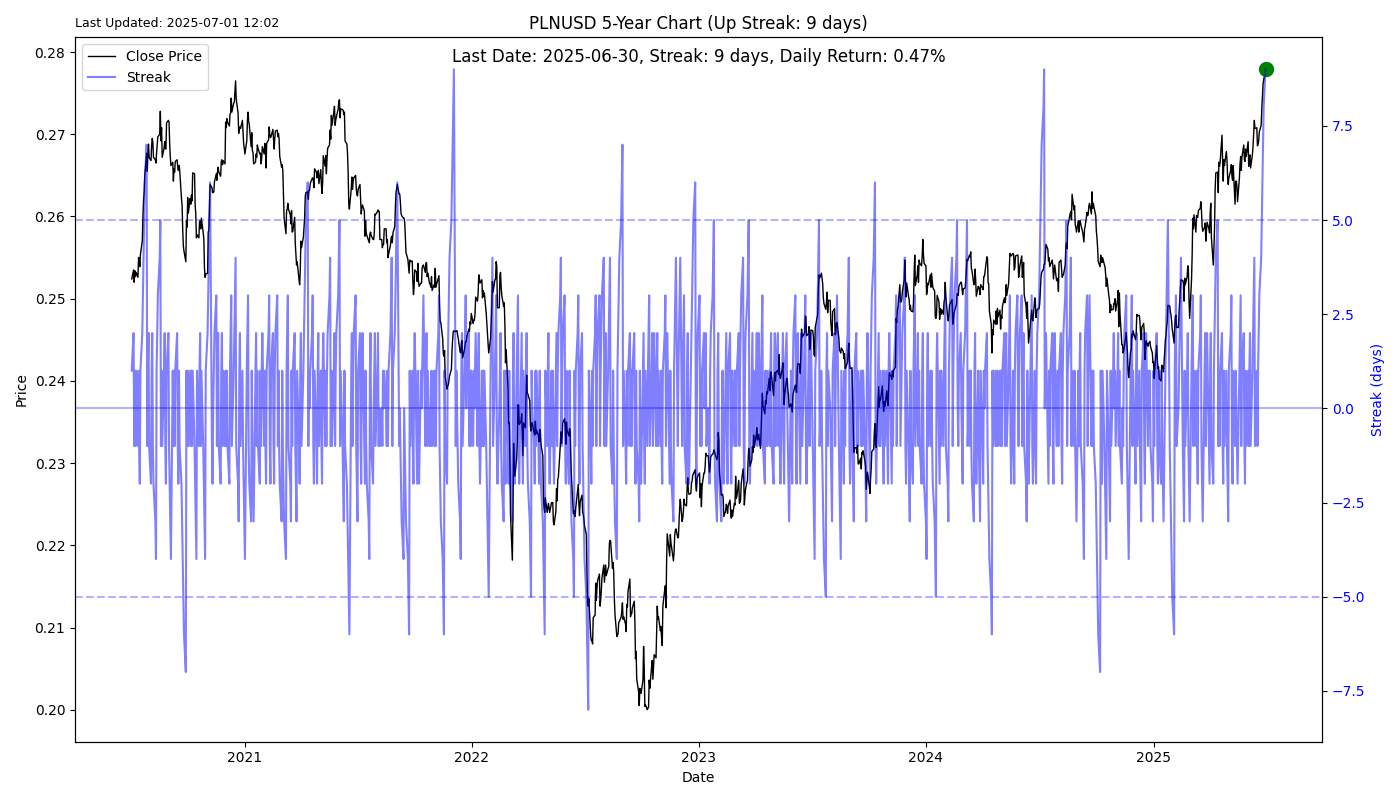 Last Updated: 2025-07-01 12:02
PLNUSD 5-Year Chart (Up Streak: 9 days)
Last Date: 2025-06-30, Streak: 9 days, Daily Return: 0.47%
Close Price
Streak
0.28
0.27
0.26
0.25
0.24
0.23
0.22
0.21
0.20
Price
7.5
5.0
2.5
0.0
−2.5
−5.0
−7.5
Streak (days)
2021
2022
2023
2024
2025
Date